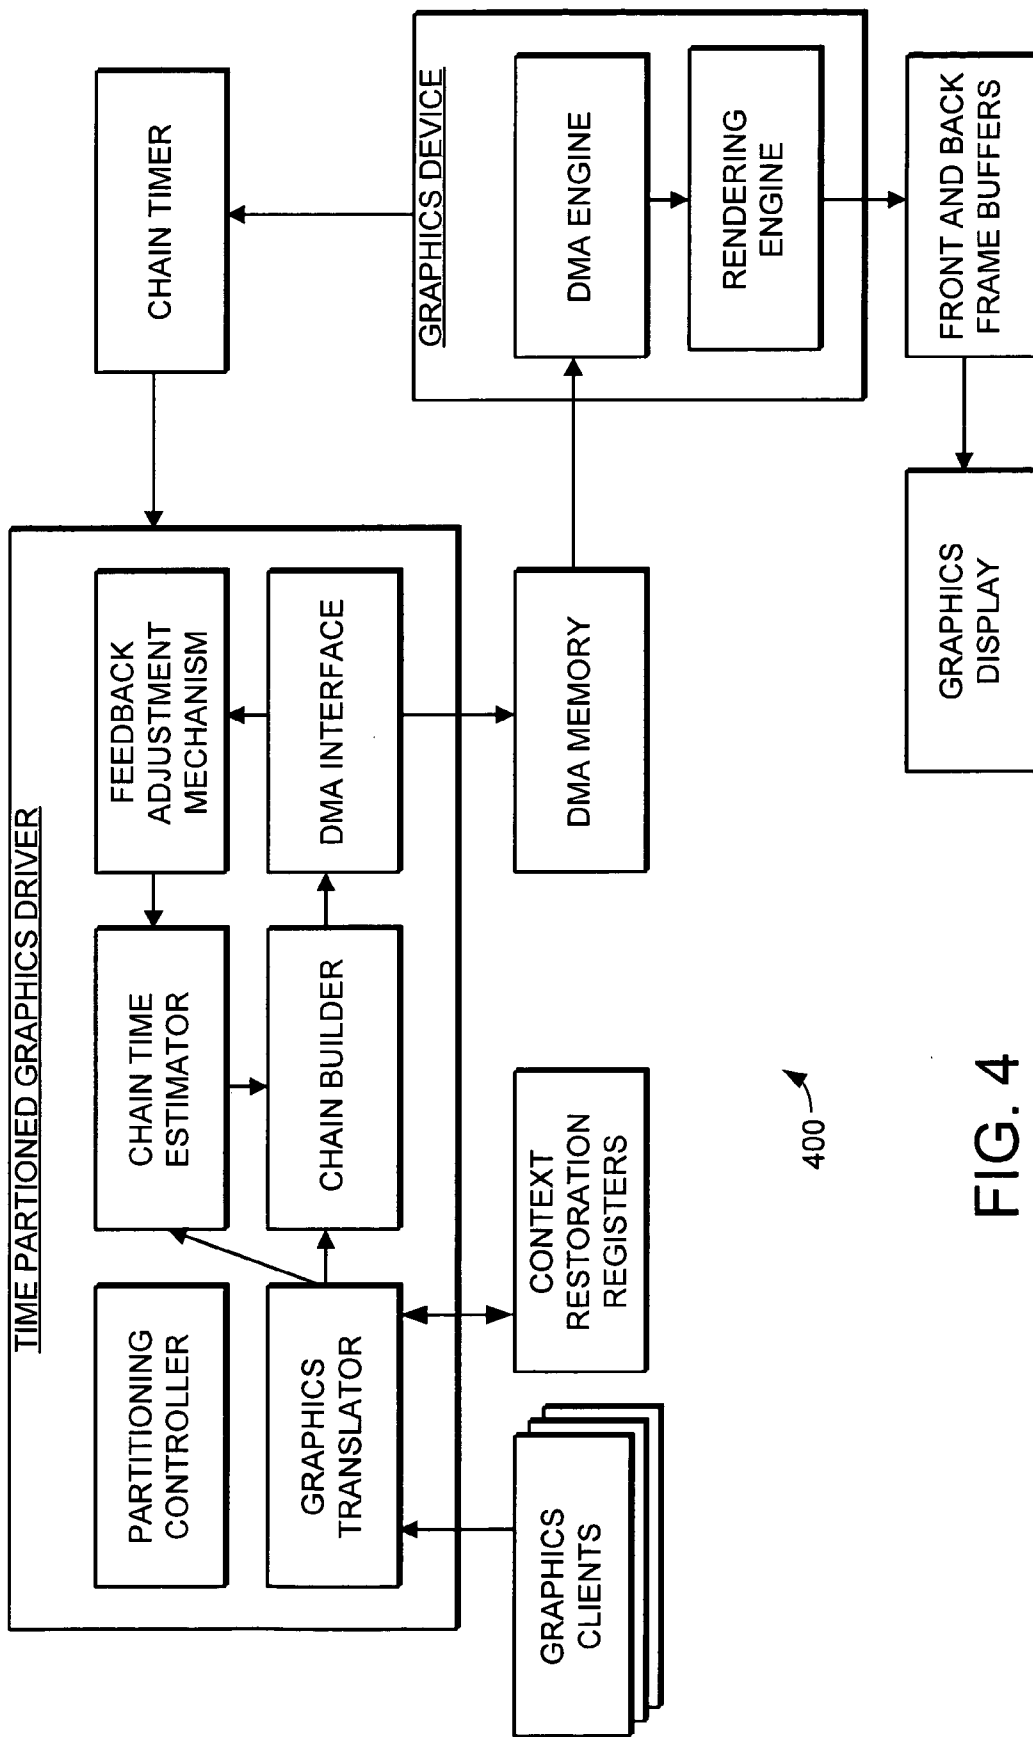 TIME PARTIONED GRAPHICS DRIVER
PARTITIONING
CONTROLLER
CHAIN TIME
ESTIMATOR
FEEDBACK
ADJUSTMENT
MECHANISM
CHAIN TIMER
GRAPHICS
TRANSLATOR
CHAIN BUILDER
DMA INTERFACE
GRAPHICS DEVICE
DMA ENGINE
RENDERING
ENGINE
GRAPHICS
CLIENTS
CONTEXT
RESTORATION
REGISTERS
DMA MEMORY
GRAPHICS
DISPLAY
FRONT AND BACK
FRAME BUFFERS
400
FIG. 4